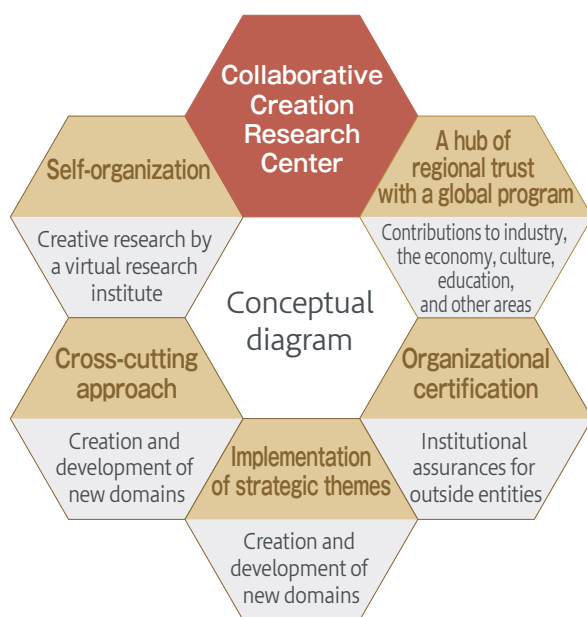 Collaborative
Creation
Research
Center
Self-organization
Creative research by
a virtual research
institute
A hub of
regional trust
with a global program
Contributions to industry,
the economy, culture,
education,
and other areas
Conceptual
diagram
Cross-cutting
approach
Creation and
development of
new domains
Organizational
certification
Institutional
assurances for
outside entities
Implementation
of strategic themes
Creation and
development of
new domains